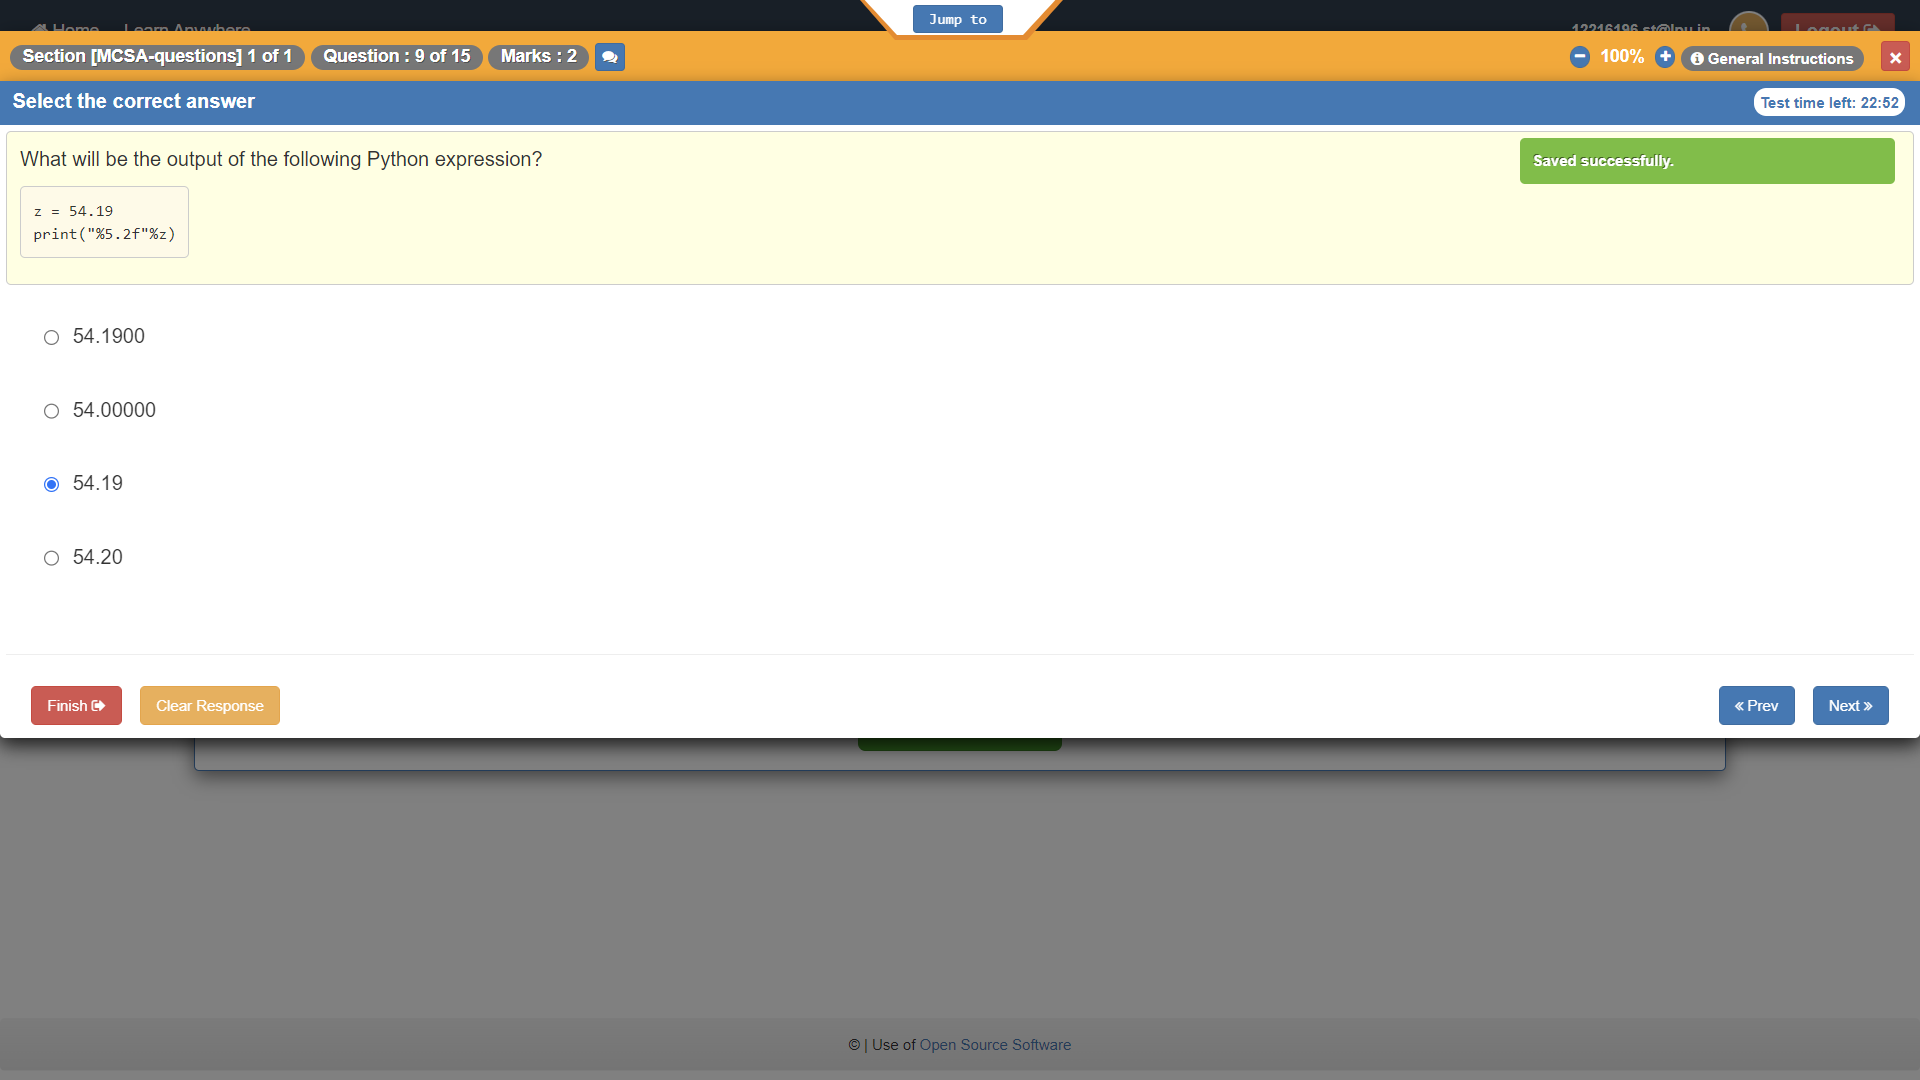 Home Learn Anywhere
Jump to
12216196.st@lpu.in
Logout
Section [MCSA-questions] 1 of 1
Question : 9 of 15
Marks : 2
100%
General Instructions
Select the correct answer
Test time left: 22:52
What will be the output of the following Python expression?
Saved successfully.
z = 54.19
print("%5.2f"%z)
54.1900
54.00000
54.19
54.20
Finish
Clear Response
« Prev
Next »
© | Use of Open Source Software